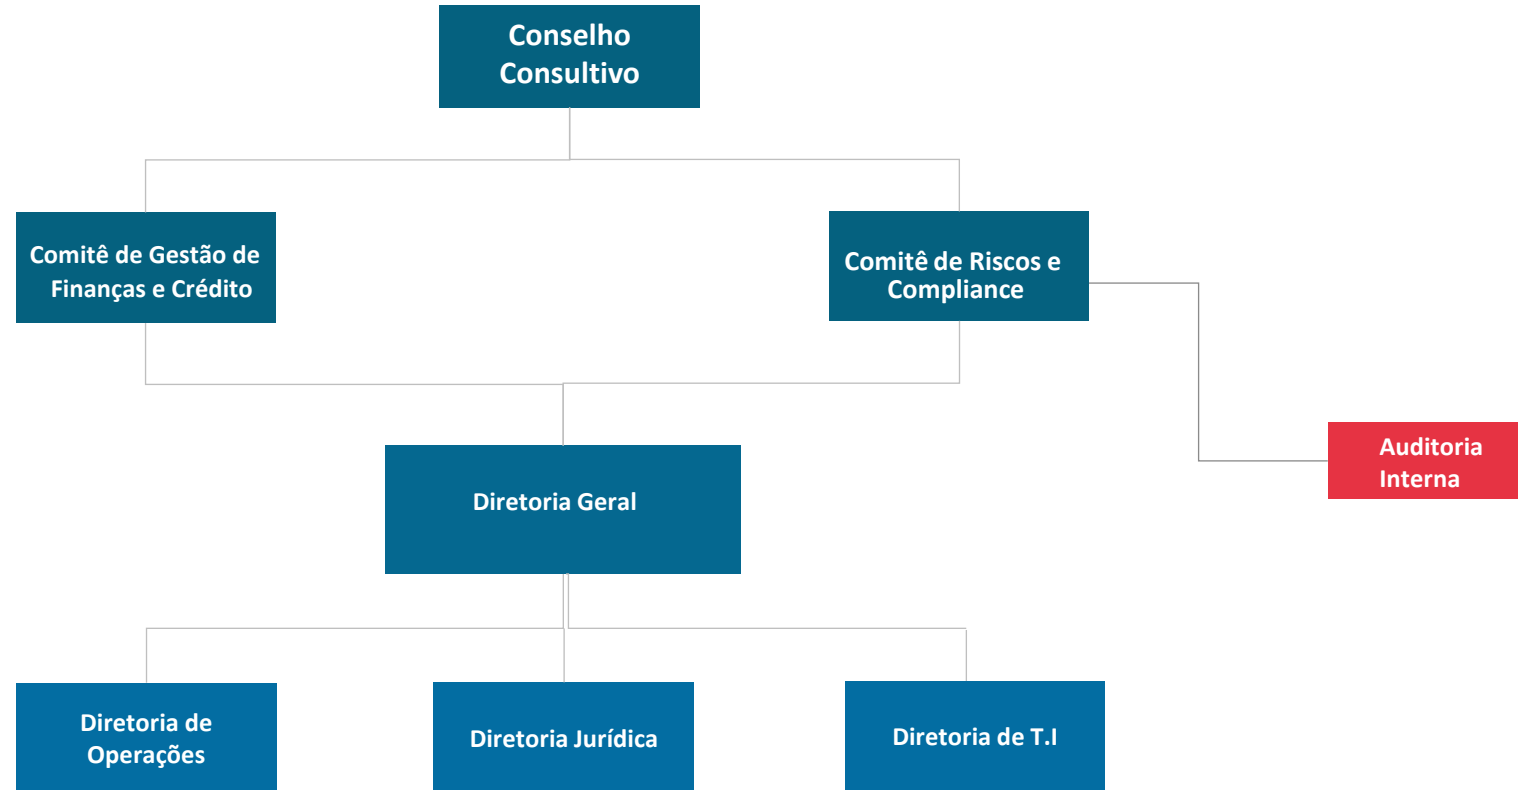 Conselho
Consultivo
Comitê de Gestão de
Finanças e Crédito
Comitê de Riscos e
Compliance
Auditoria
Interna
Diretoria Geral
Diretoria de
Operações
Diretoria Jurídica
Diretoria de T.I